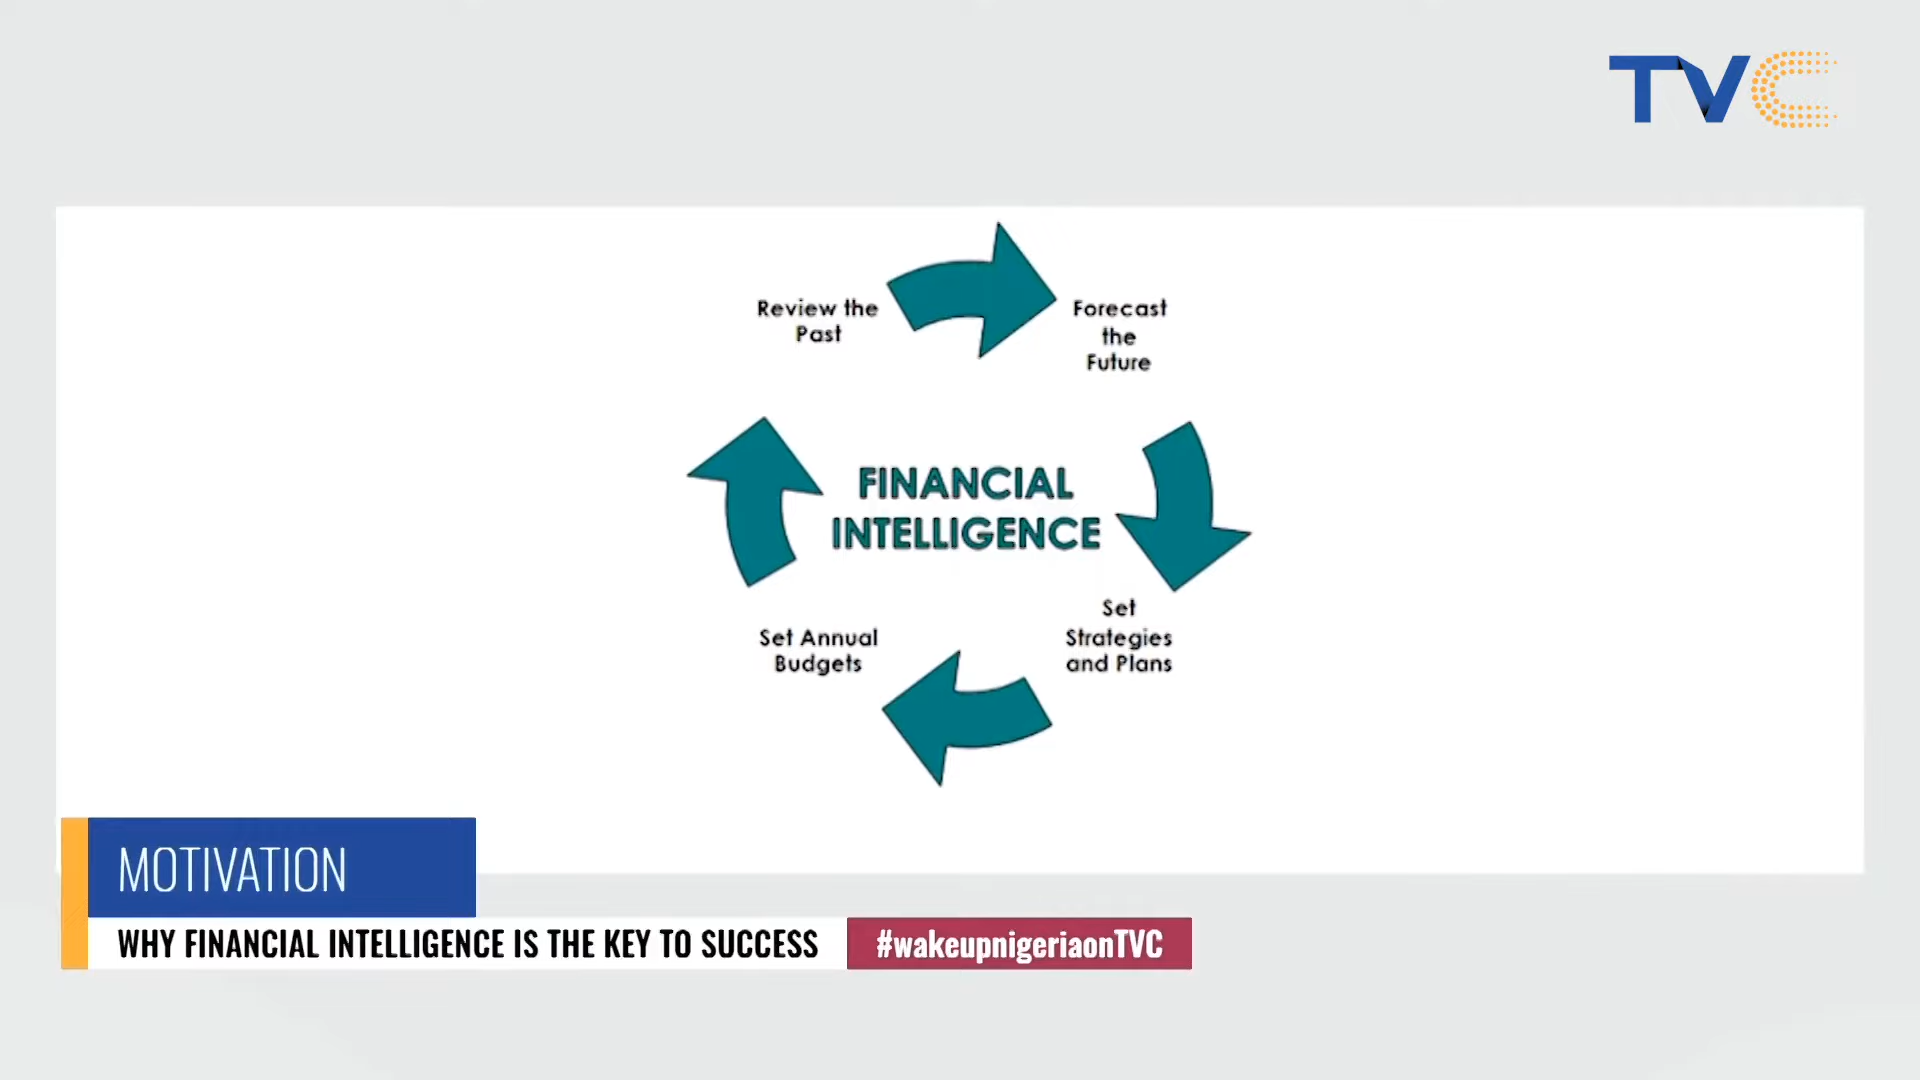 TVC
Review the
Past
Forecast
the
Future
FINANCIAL
INTELLIGENCE
Set Annual
Budgets
Set
Strategies
and Plans
MOTIVATION
WHY FINANCIAL INTELLIGENCE IS THE KEY TO SUCCESS
#wakeupnigeriaonTVC